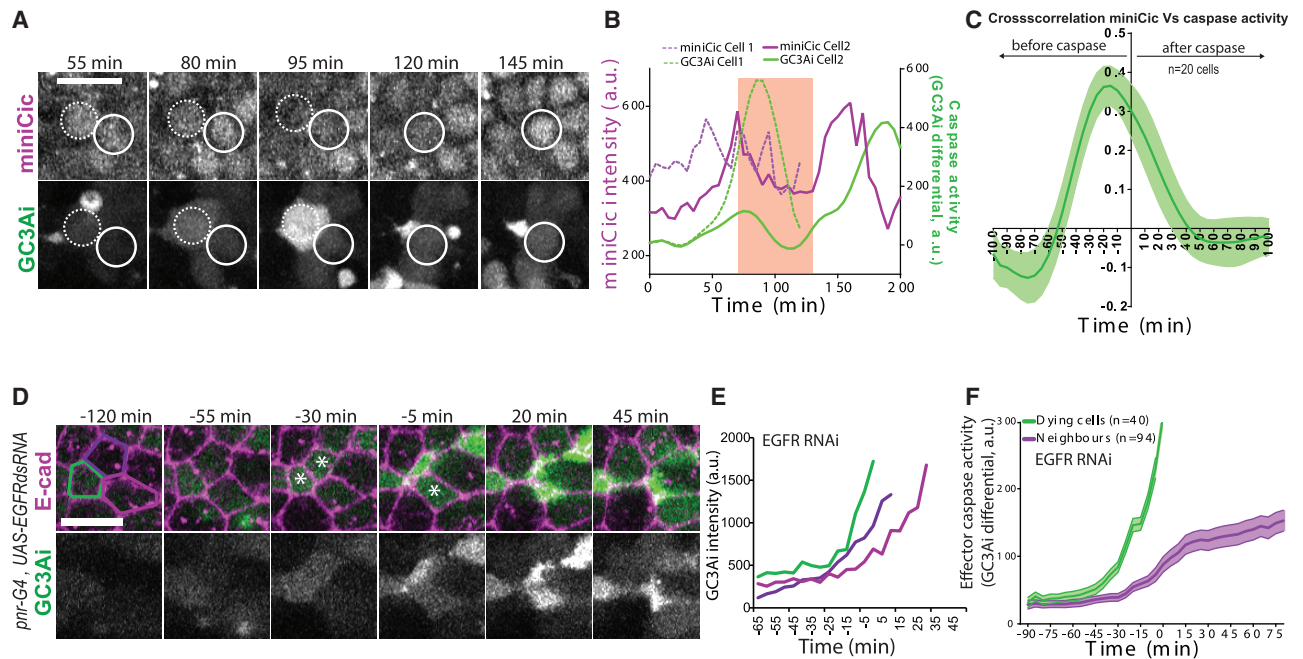 A
55 min 80 min 95 min 120 min 145 min
miniCic
GC3Ai
B
miniCic Cell 1 miniCic Cell2
GC3Ai Cell1 GC3Ai Cell2
miniCic intensity (a.u.)
600
400
200
600
400
200
0
Caspase activity
(GC3Ai differential, a.u.)
0 50 100 150 200
Time (min)
C
Crossscorrelation miniCic Vs caspase activity
before caspase after caspase
n=20 cells
0.5
0.4
0.3
0.2
0.1
-0.1
-0.2
-100 -90 -80 -70 -60 -50 -40 -30 -20 -10 10 20 30 40 50 60 70 80 90 100
Time (min)
D
-120 min -55 min -30 min -5 min 20 min 45 min
pnr-G4 , UAS-EGFRdsRNA
E-cad
GC3Ai
* * *
E
EGFR RNAi
GC3Ai intensity (a.u.)
2000
1500
1000
500
0
-65 -55 -45 -35 -25 -15 -5 5 15 25 35 45
Time (min)
F
Dying cells (n=40)
Neighbours (n=94)
EGFR RNAi
Effector caspase activity
(GC3Ai differential, a.u.)
300
200
100
0
-90 -75 -60 -45 -30 -15 0 15 30 45 60 75
Time (min)